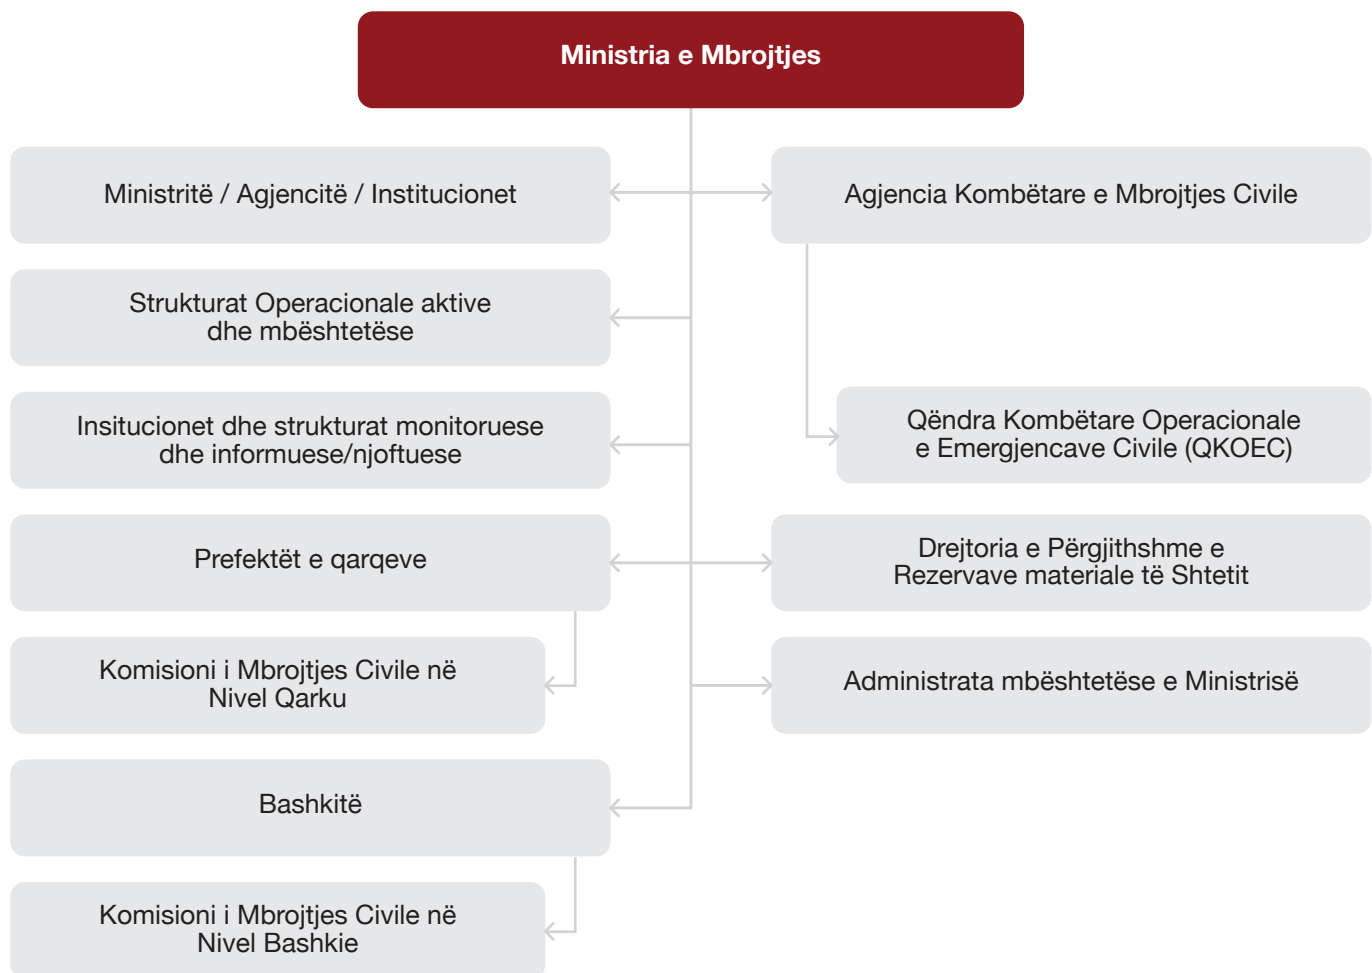 Ministria e Mbrojtjes
Ministritë / Agjencitë / Institucionet
Agjencia Kombëtare e Mbrojtjes Civile
Strukturat Operacionale aktive
dhe mbështetëse
Insitucionet dhe strukturat monitoruese
dhe informuese/njoftuese
Qëndra Kombëtare Operacionale
e Emergjencave Civile (QKOEC)
Prefektët e qarqeve
Drejtoria e Përgjithshme e
Rezervave materiale të Shtetit
Komisioni i Mbrojtjes Civile në
Nivel Qarku
Administrata mbështetëse e Ministrisë
Bashkitë
Komisioni i Mbrojtjes Civile në
Nivel Bashkie